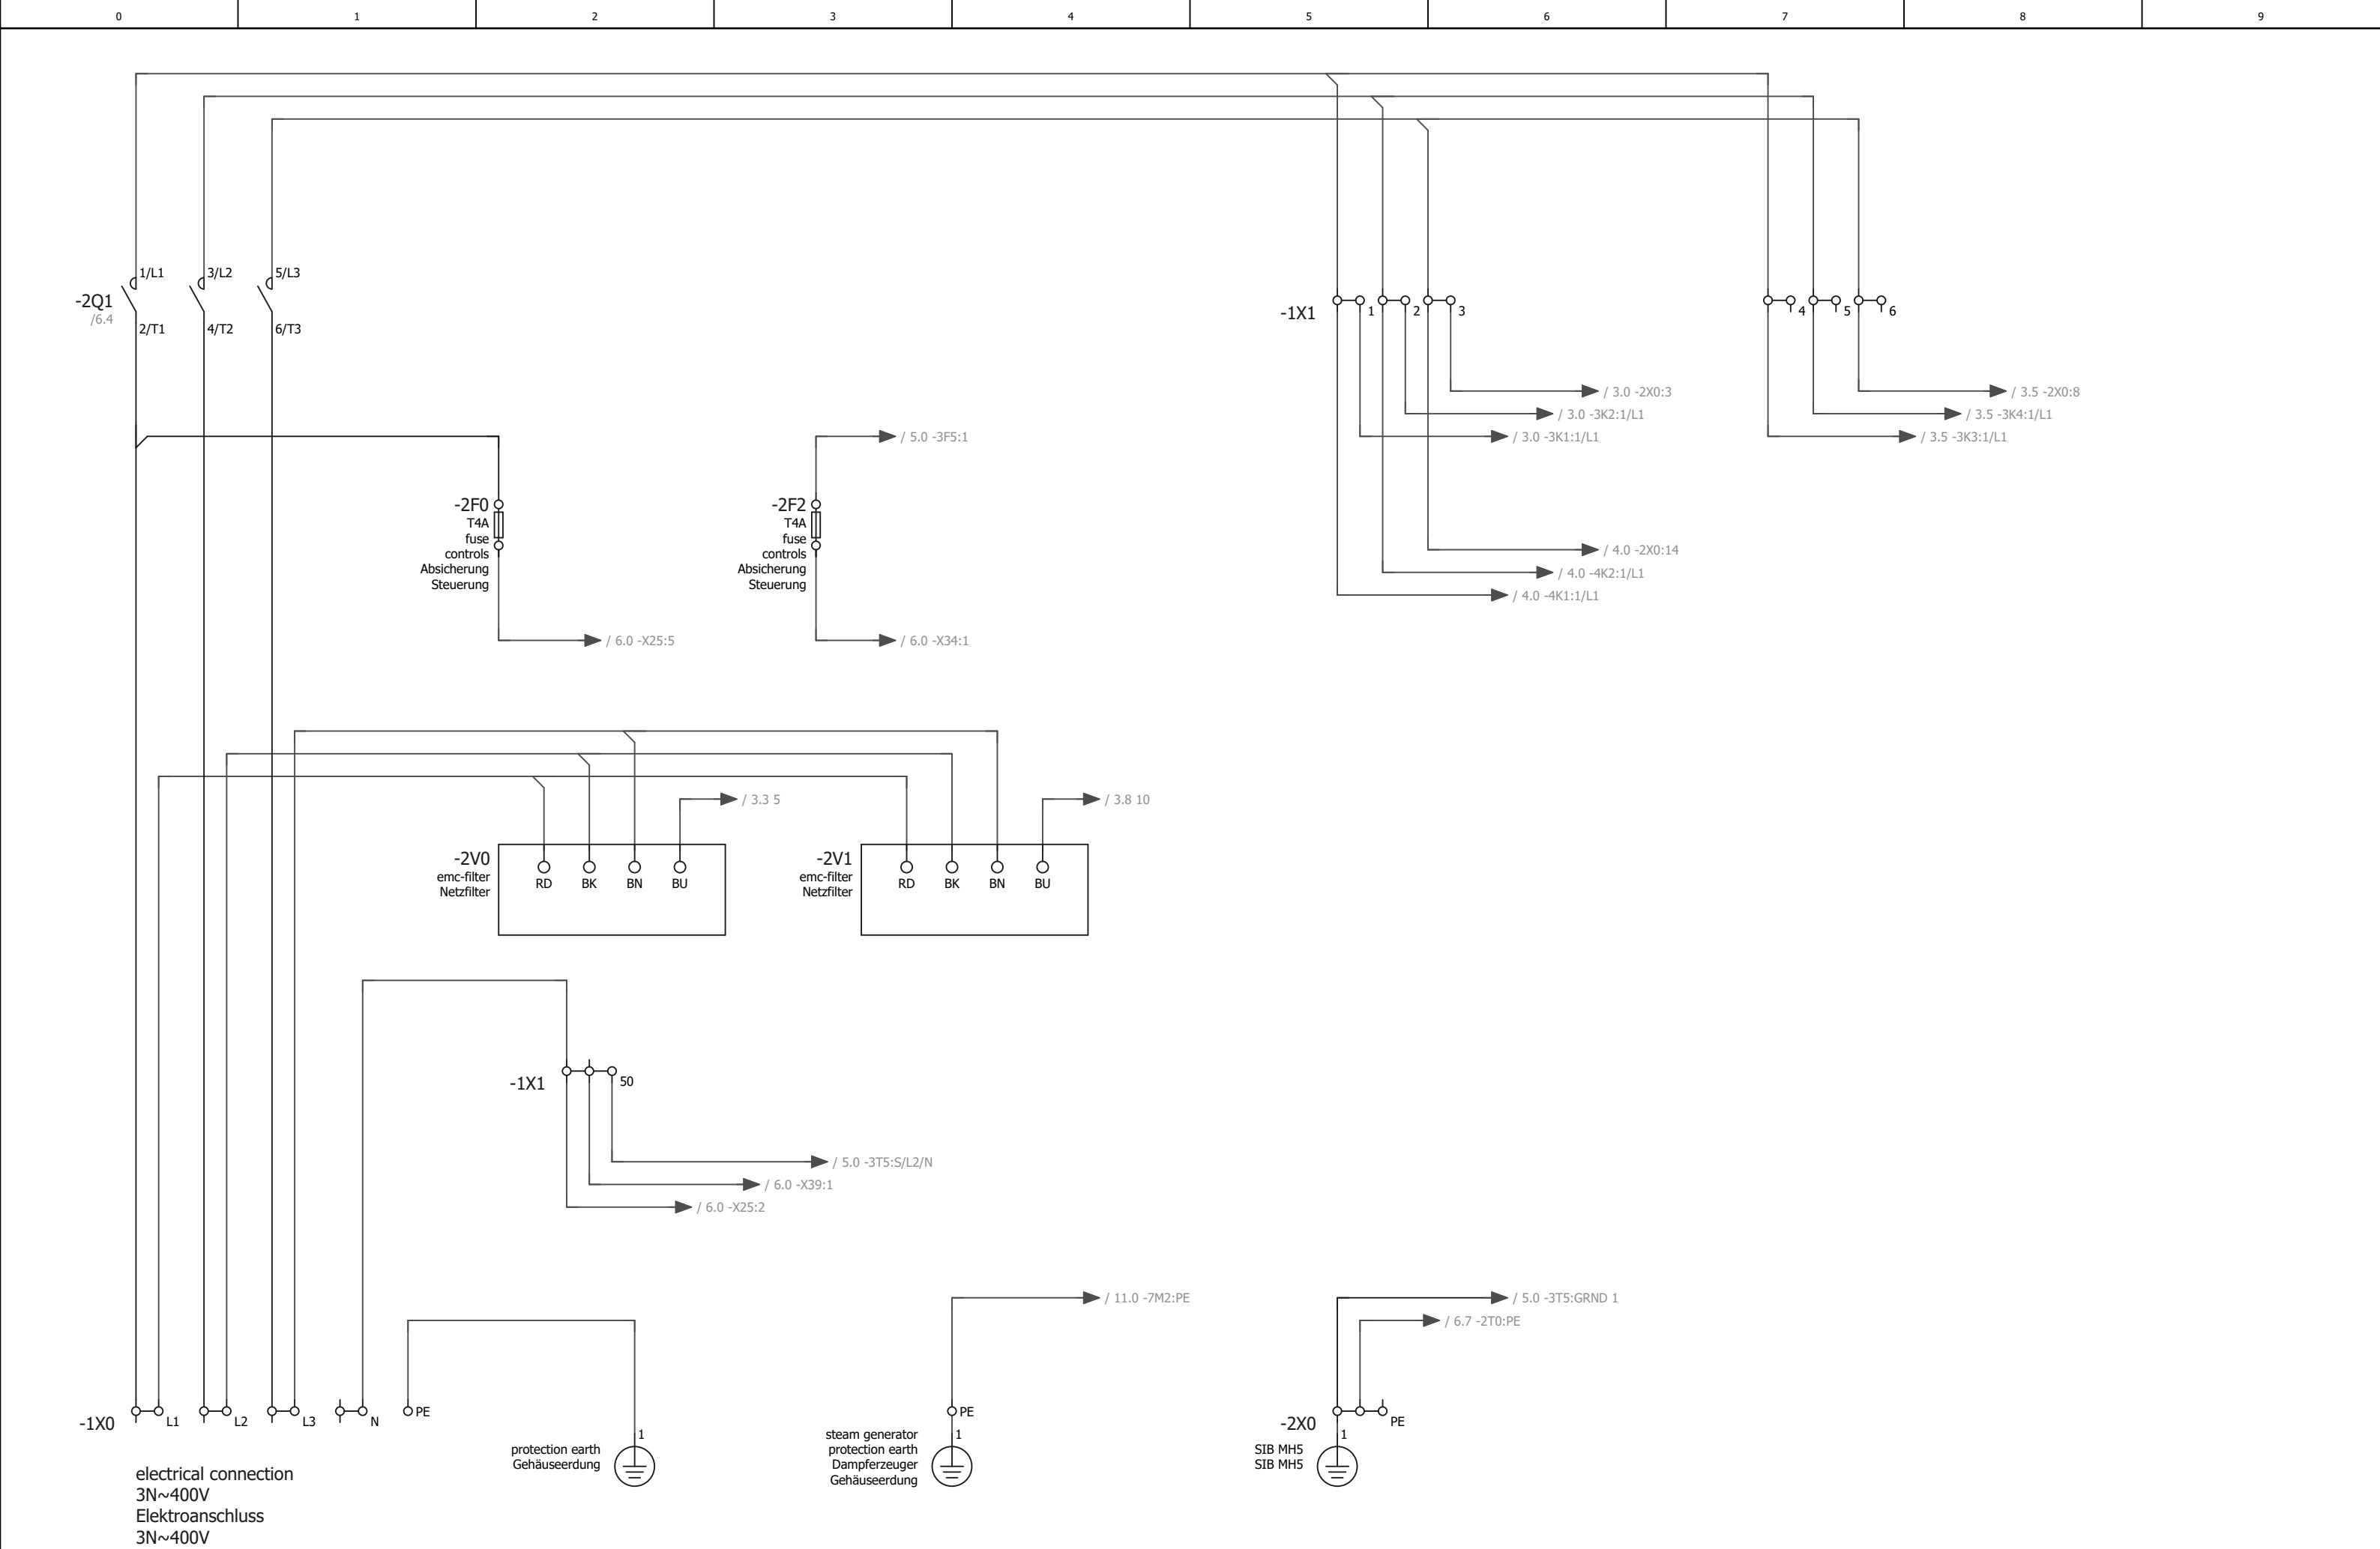 0 1 2 3 4 5 6 7 8 9
1/L1 3/L2 5/L3
-2Q1
/6.4
2/T1 4/T2 6/T3
-1X1 1 2 3 4 5 6
/ 3.0 -2X0:3
/ 3.0 -3K2:1/L1
/ 3.0 -3K1:1/L1
/ 3.5 -2X0:8
/ 3.5 -3K4:1/L1
/ 3.5 -3K3:1/L1
/ 5.0 -3F5:1
-2F0
T4A
fuse
controls
Absicherung
Steuerung
-2F2
T4A
fuse
controls
Absicherung
Steuerung
/ 4.0 -2X0:14
/ 4.0 -4K2:1/L1
/ 4.0 -4K1:1/L1
/ 6.0 -X25:5
/ 6.0 -X34:1
/ 3.3 5
/ 3.8 10
-2V0
emc-filter
Netzfilter
RD BK BN BU
-2V1
emc-filter
Netzfilter
RD BK BN BU
-1X1 50
/ 5.0 -3T5:S/L2/N
/ 6.0 -X39:1
/ 6.0 -X25:2
/ 11.0 -7M2:PE
/ 5.0 -3T5:GRND 1
/ 6.7 -2T0:PE
-1X0 L1 L2 L3 N PE
1
protection earth
Gehäuseerdung
PE
1
steam generator
protection earth
Dampferzeuger
Gehäuseerdung
-2X0 PE
1
SIB MH5
SIB MH5
electrical connection
3N~400V
Elektroanschluss
3N~400V